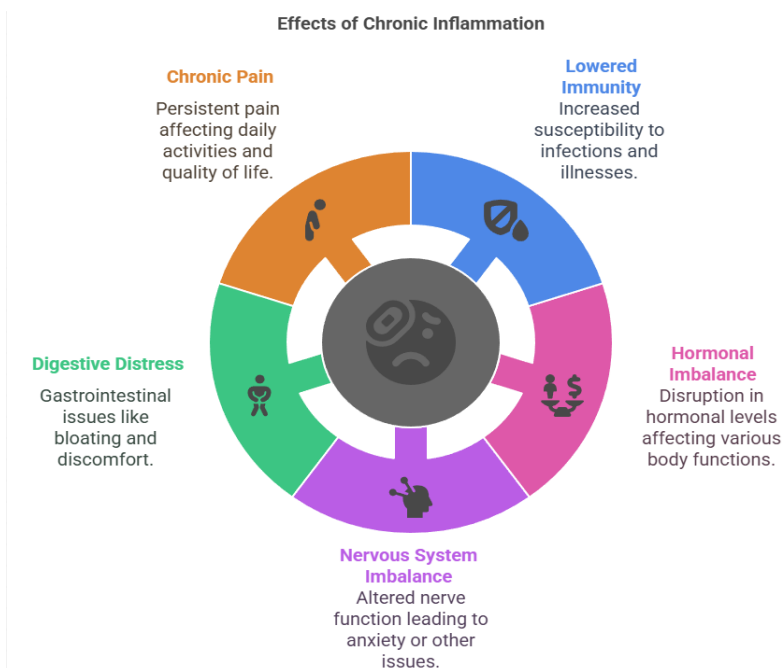 Effects of Chronic Inflammation
Chronic Pain
Persistent pain
affecting daily
activities and
quality of life.
Lowered
Immunity
Increased
susceptibility to
infections and
illnesses.
Digestive Distress
Gastrointestinal
issues like
bloating and
discomfort.
Hormonal
Imbalance
Disruption in
hormonal levels
affecting various
body functions.
Nervous System
Imbalance
Altered nerve
function leading to
anxiety or other
issues.